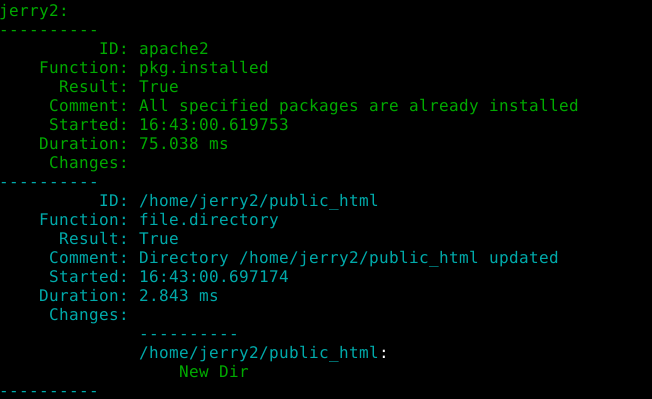 jerry2:
----------
          ID: apache2
    Function: pkg.installed
      Result: True
     Comment: All specified packages are already installed
     Started: 16:43:00.619753
    Duration: 75.038 ms
     Changes:
----------
          ID: /home/jerry2/public_html
    Function: file.directory
      Result: True
     Comment: Directory /home/jerry2/public_html updated
     Started: 16:43:00.697174
    Duration: 2.843 ms
     Changes:
              ----------
              /home/jerry2/public_html:
                  New Dir
----------